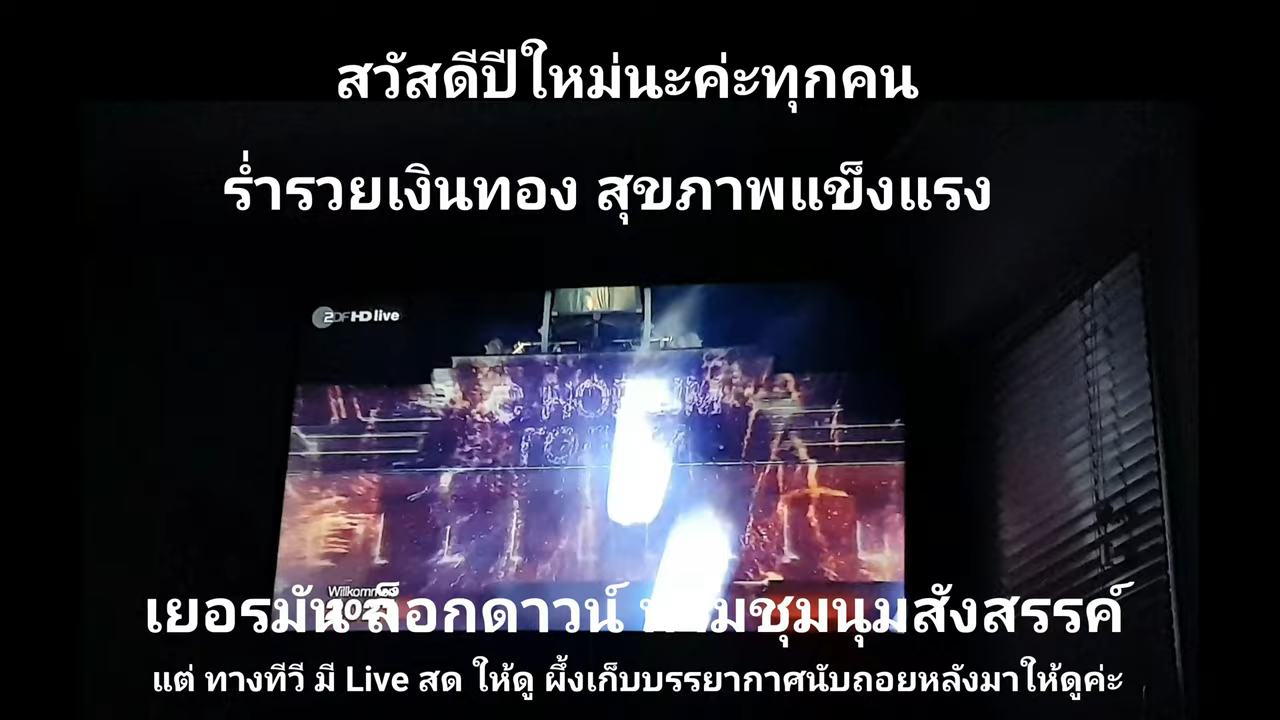 สวัสดีปีใหม่นะค่ะทุกคน
ร่ำรวยเงินทอง สุขภาพแข็งแรง
ZDF HD live
Willkommen
เยอรมัน ล็อกดาวน์ ห้ามชุมนุมสังสรรค์
แต่ ทางทีวี มี Live สด ให้ดู ผึ้งเก็บบรรยากาศนับถอยหลังมาให้ดูค่ะ